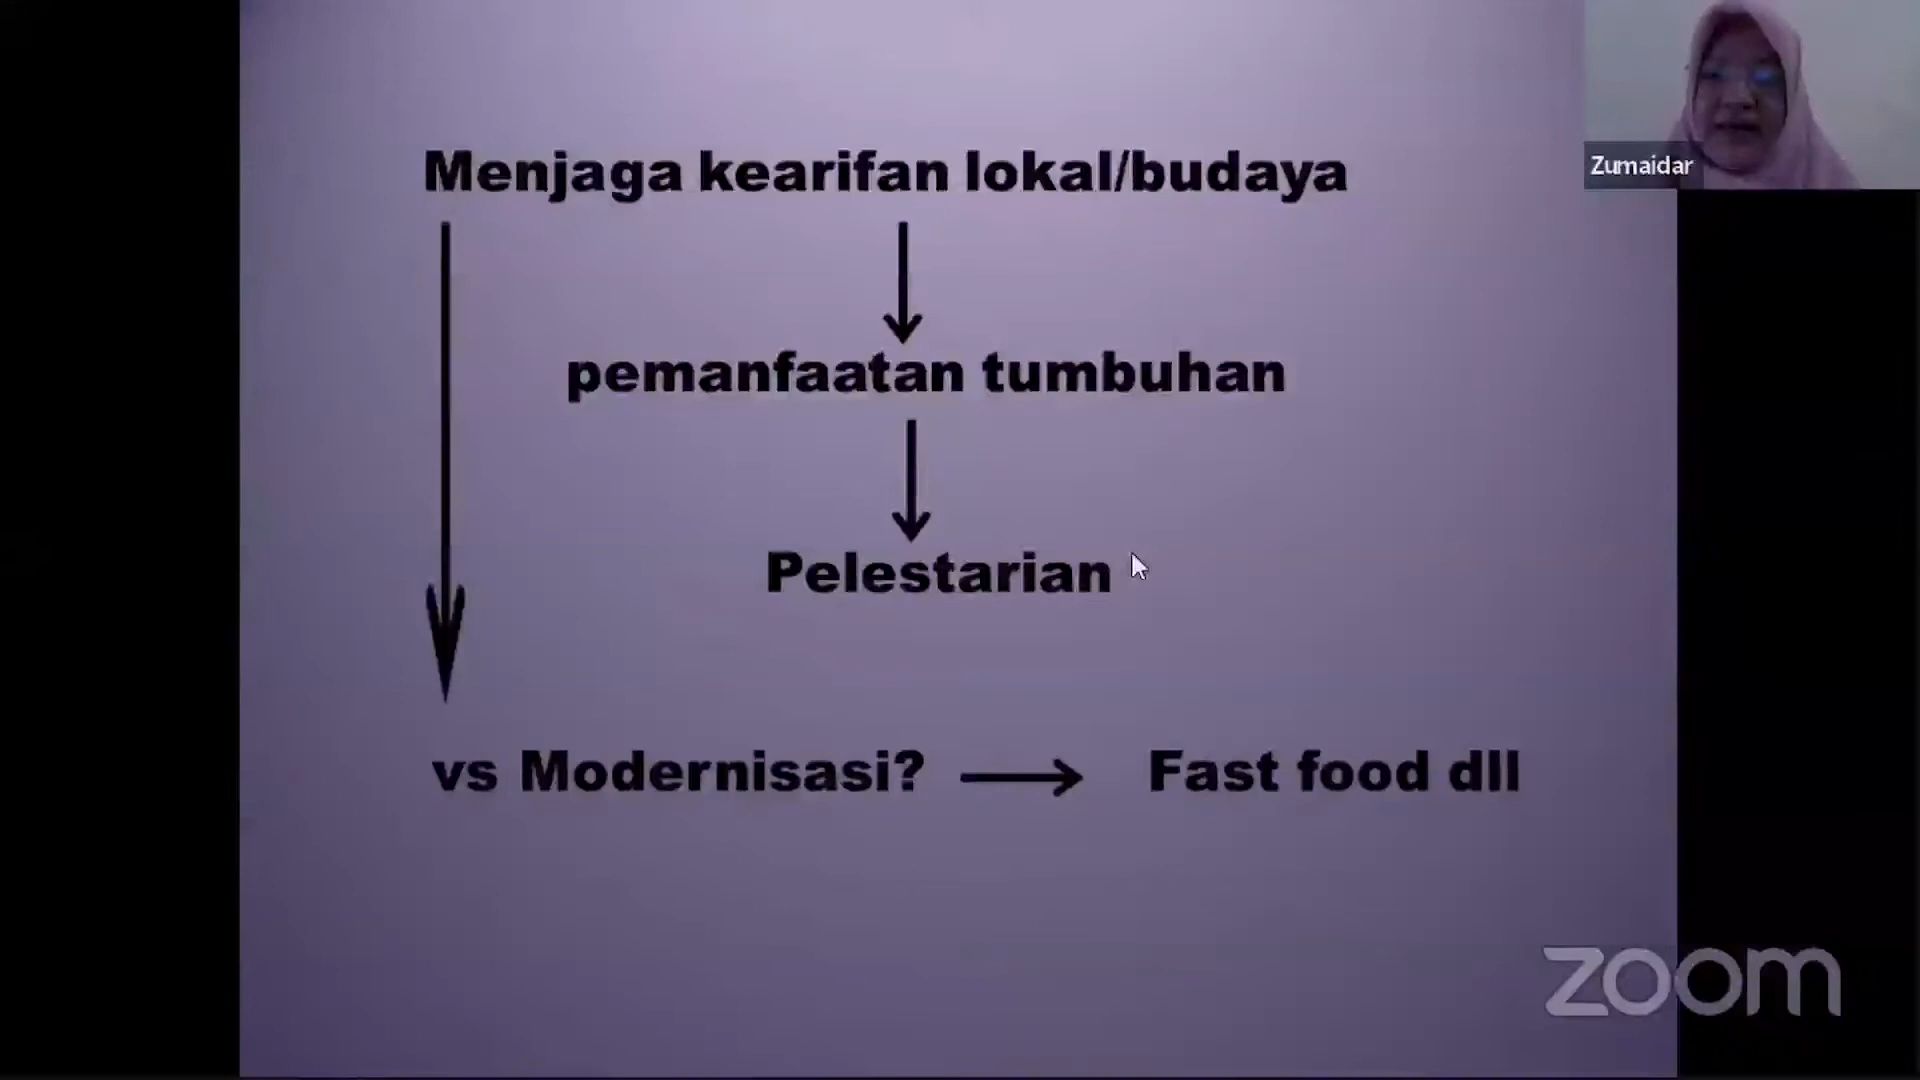 Zumaidar
Menjaga kearifan lokal/budaya
pemanfaatan tumbuhan
Pelestarian
vs Modernisasi? → Fast food dll
zoom